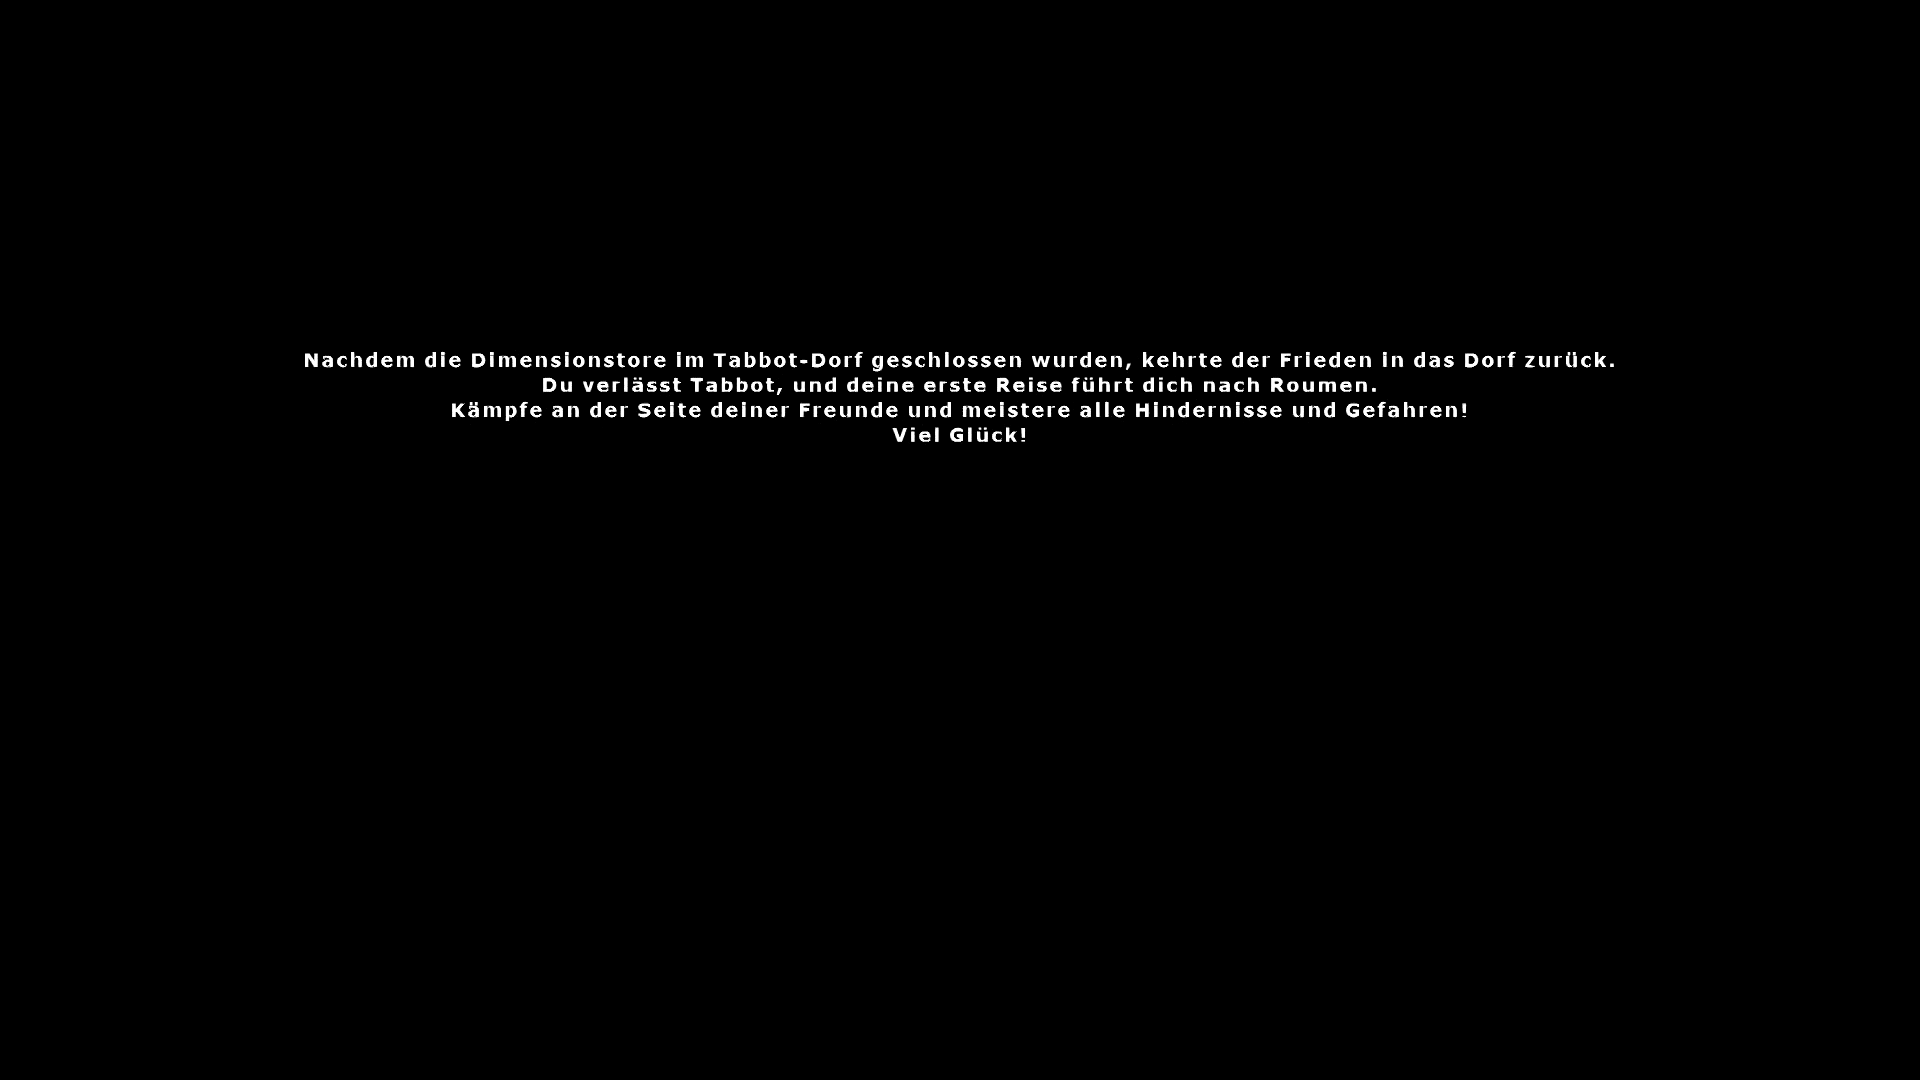 Nachdem die Dimensionstore im Tabbot-Dorf geschlossen wurden, kehrte der Frieden in das Dorf zurück.
Du verlässt Tabbot, und deine erste Reise führt dich nach Roumen.
Kämpfe an der Seite deiner Freunde und meistere alle Hindernisse und Gefahren!
Viel Glück!